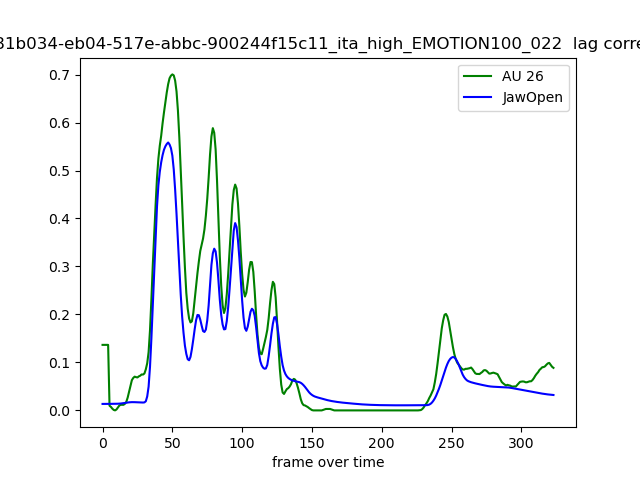 31b034-eb04-517e-abbc-900244f15c11_ita_high_EMOTION100_022 lag corre
AU 26
JawOpen
0.7
0.6
0.5
0.4
0.3
0.2
0.1
0.0
0 50 100 150 200 250 300
frame over time